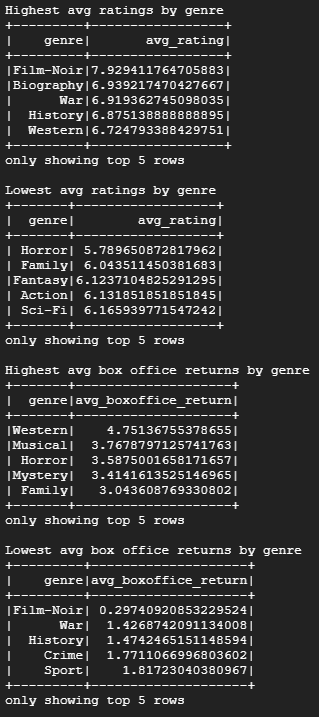 Highest avg ratings by genre
+---------+-----------------+
|    genre|       avg_rating|
+---------+-----------------+
|Film-Noir|7.929411764705883|
|Biography|6.939217470427667|
|      War|6.919362745098035|
|  History|6.875138888888895|
|  Western|6.724793388429751|
+---------+-----------------+
only showing top 5 rows
Lowest avg ratings by genre
+-------+------------------+
|  genre|        avg_rating|
+-------+------------------+
| Horror| 5.789650872817962|
| Family| 6.043511450381683|
|Fantasy|6.1237104825291295|
| Action| 6.131851851851845|
| Sci-Fi| 6.165939771547242|
+-------+------------------+
only showing top 5 rows
Highest avg box office returns by genre
+-------+--------------------+
|  genre|avg_boxoffice_return|
+-------+--------------------+
|Western|    4.75136755378655|
|Musical|  3.7678797125741763|
| Horror|  3.5875001658171657|
|Mystery|  3.4141613525146965|
| Family|   3.043608769330802|
+-------+--------------------+
only showing top 5 rows
Lowest avg box office returns by genre
+---------+--------------------+
|    genre|avg_boxoffice_return|
+---------+--------------------+
|Film-Noir| 0.29740920853229524|
|      War|  1.4268742091134008|
|  History|  1.4742465151148594|
|    Crime|  1.7711066996803602|
|    Sport|    1.81723040380967|
+---------+--------------------+
only showing top 5 rows